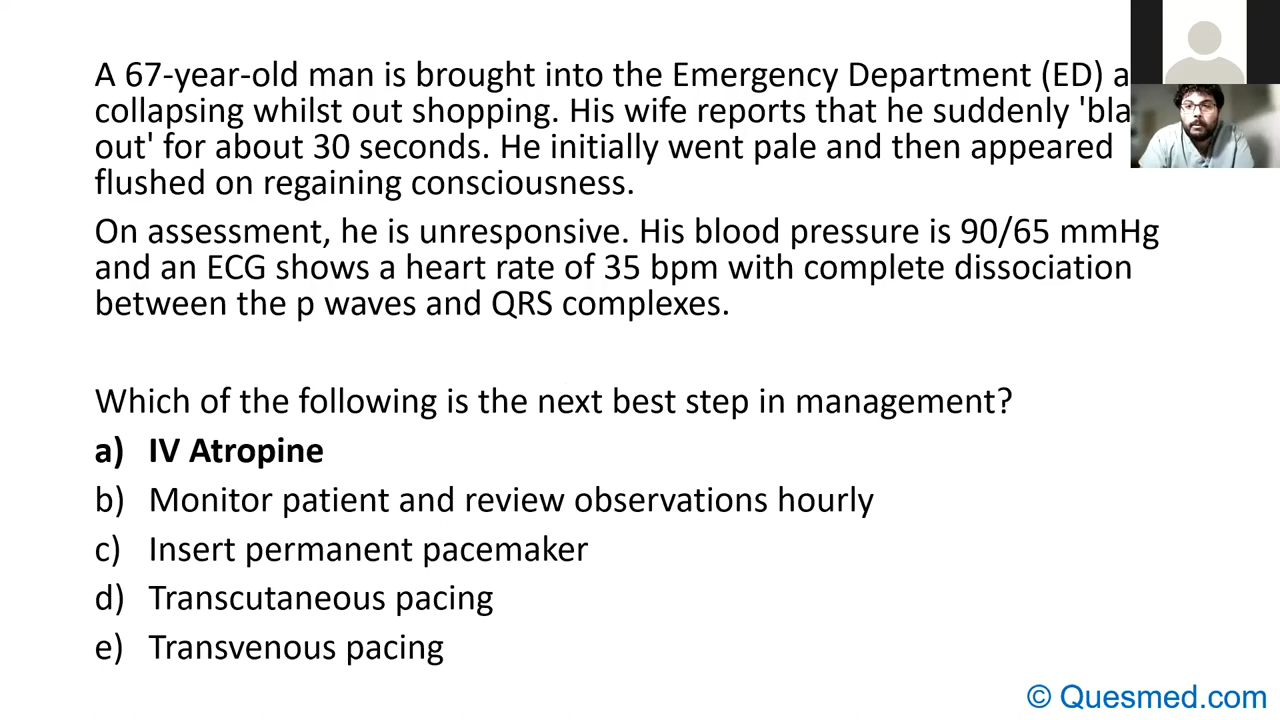 A 67-year-old man is brought into the Emergency Department (ED)
collapsing whilst out shopping. His wife reports that he suddenly
out' for about 30 seconds. He initially went pale and then appeared
flushed on regaining consciousness.
On assessment, he is unresponsive. His blood pressure is 90/65 mmHg
and an ECG shows a heart rate of 35 bpm with complete dissociation
between the p waves and QRS complexes.
Which of the following is the next best step in management?
a) IV Atropine
b) Monitor patient and review observations hourly
c) Insert permanent pacemaker
d) Transcutaneous pacing
e) Transvenous pacing
© Quesmed.com